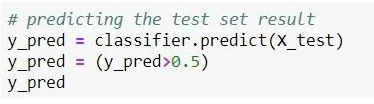 # predicting the test set result
y_pred = classifier.predict(X_test)
y_pred = (y_pred>0.5)
y_pred